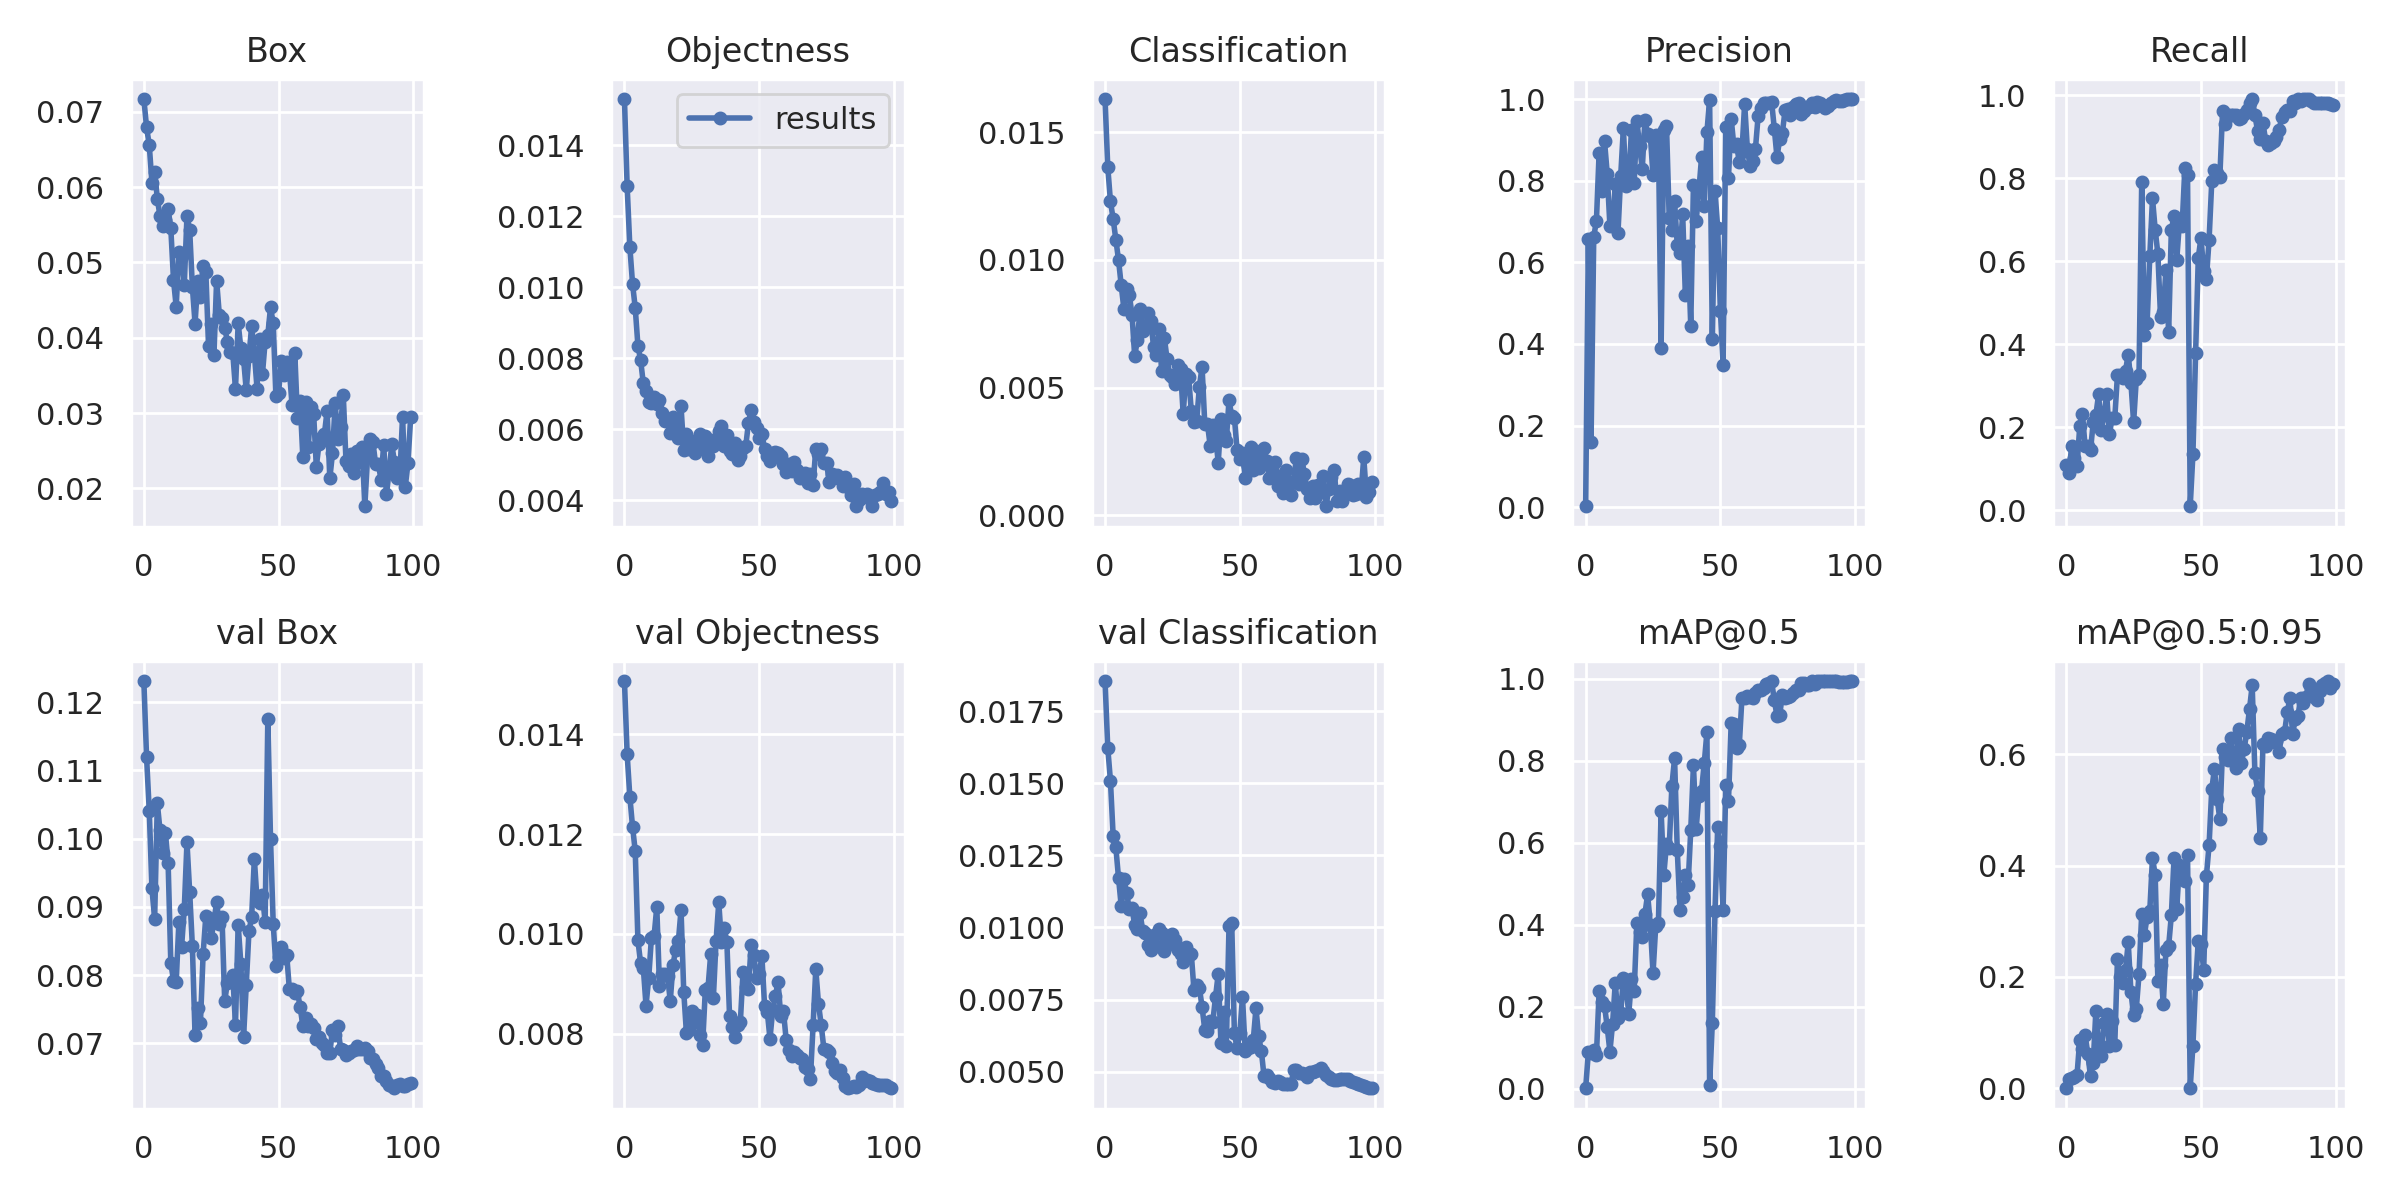 Box
Objectness
Classification
Precision
Recall
0.07
0.06
0.05
0.04
0.03
0.02
0 50 100
results
0.014
0.012
0.010
0.008
0.006
0.004
0 50 100
0.015
0.010
0.005
0.000
0 50 100
1.0
0.8
0.6
0.4
0.2
0.0
0 50 100
1.0
0.8
0.6
0.4
0.2
0.0
0 50 100
val Box
val Objectness
val Classification
mAP@0.5
mAP@0.5:0.95
0.12
0.11
0.10
0.09
0.08
0.07
0 50 100
0.014
0.012
0.010
0.008
0 50 100
0.0175
0.0150
0.0125
0.0100
0.0075
0.0050
0 50 100
1.0
0.8
0.6
0.4
0.2
0.0
0 50 100
0.6
0.4
0.2
0.0
0 50 100